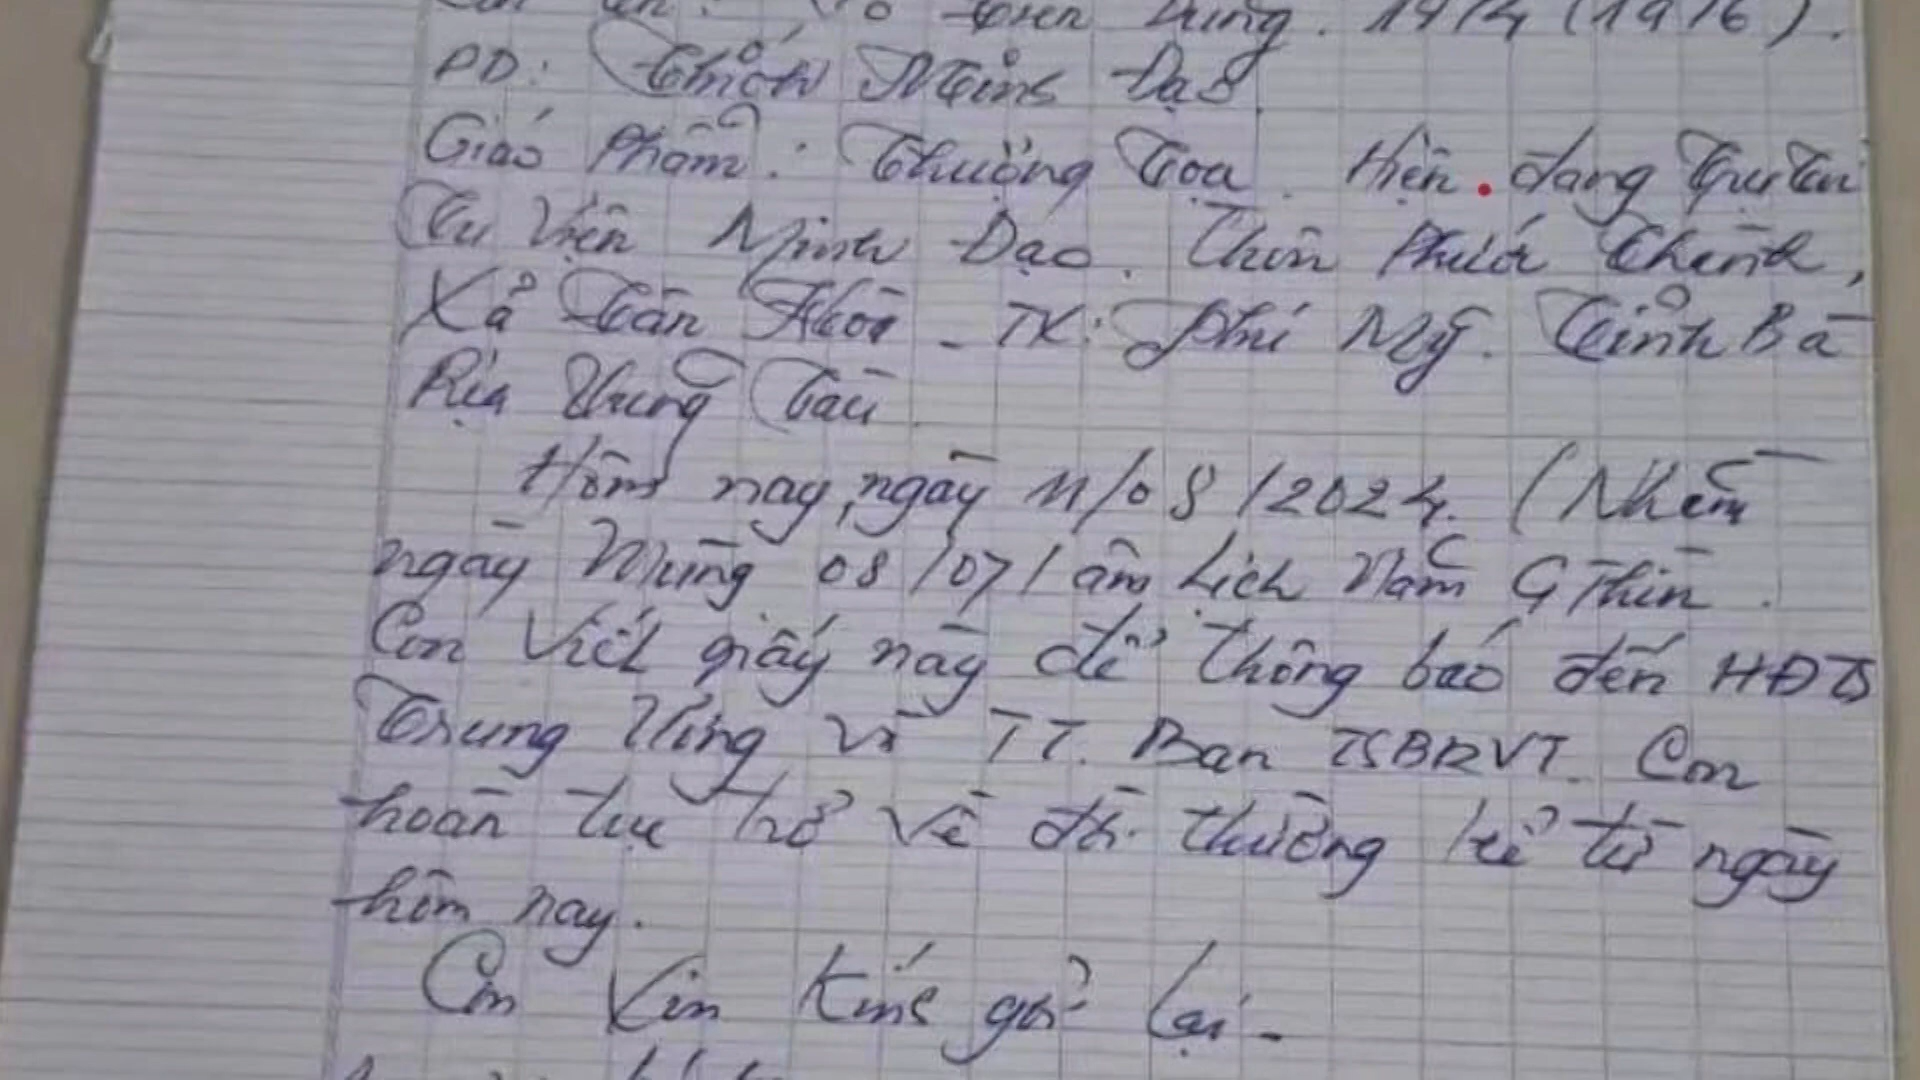 1974 (1976).
PD: Thích Minh Đạo
Giáo Phẩm: Thượng Tọa. Hiện đang Trụ trì
Tu Viện Minh Đạo. Thôn Phước Thành,
Xã Tân Hòa - TX: Phú Mỹ. Tỉnh Bà
Rịa Vũng Tàu
Hôm nay, ngày 11/08/2024. (Nhằm
ngày Mùng 08/07/ âm Lịch Năm G Thìn.
Con Viết giấy này để thông báo đến HĐTS
Trung Ương và TT. Ban TSBRVT. Con
hoàn tục trở về đời thường kể từ ngày
hôm nay.
Con Xin kính gởi lại -